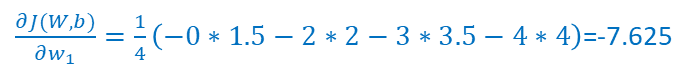 ∂J(W,b)/∂w₁ = 1/4 (−0 * 1.5 − 2 * 2 − 3 * 3.5 − 4 * 4)=-7.625